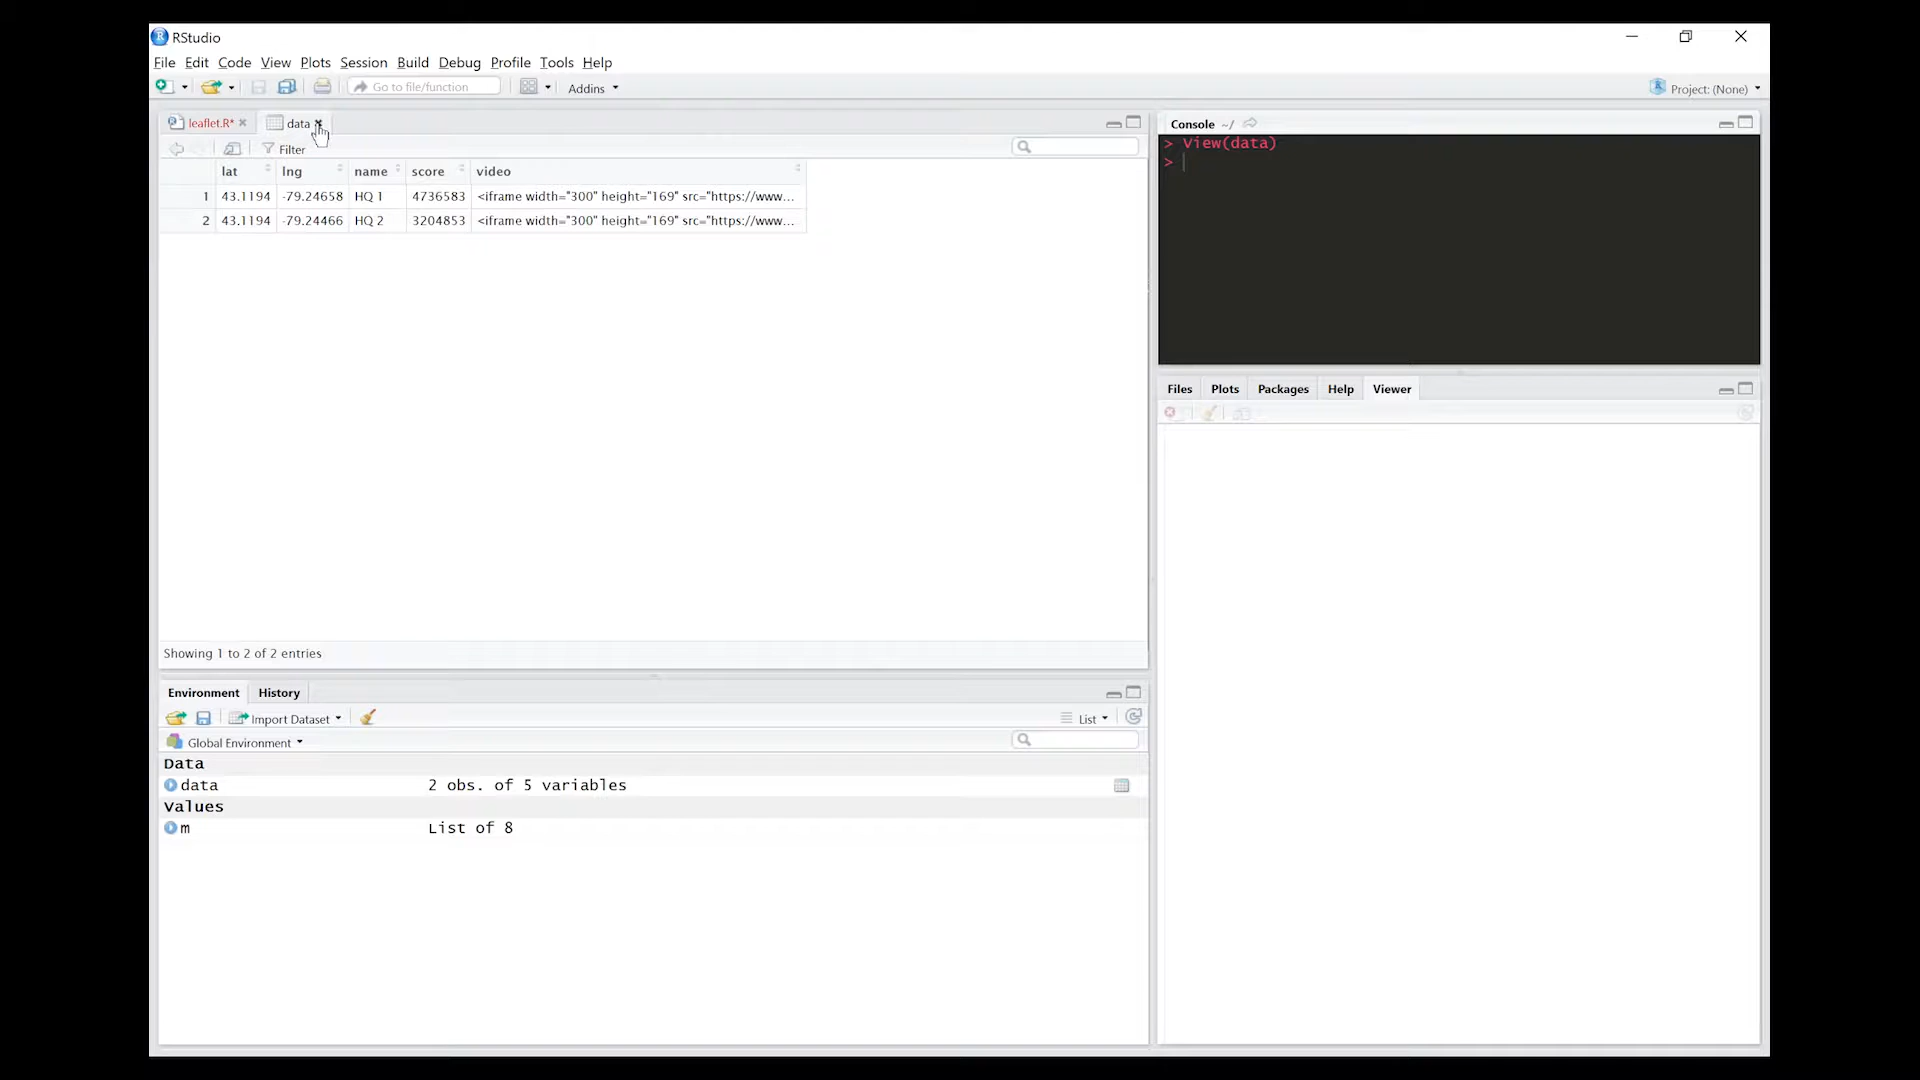 RStudio
File Edit Code View Plots Session Build Debug Profile Tools Help
Go to file/function Addins Project: (None)
leaflet.R* data
Filter
lat lng name score video
1 43.1194 -79.24658 HQ 1 4736583 <iframe width="300" height="169" src="https://www...
2 43.1194 -79.24466 HQ 2 3204853 <iframe width="300" height="169" src="https://www...
Showing 1 to 2 of 2 entries
Environment History
Import Dataset List
Global Environment
Data
data 2 obs. of 5 variables
Values
m List of 8
Console ~/
> View(data)
>
Files Plots Packages Help Viewer